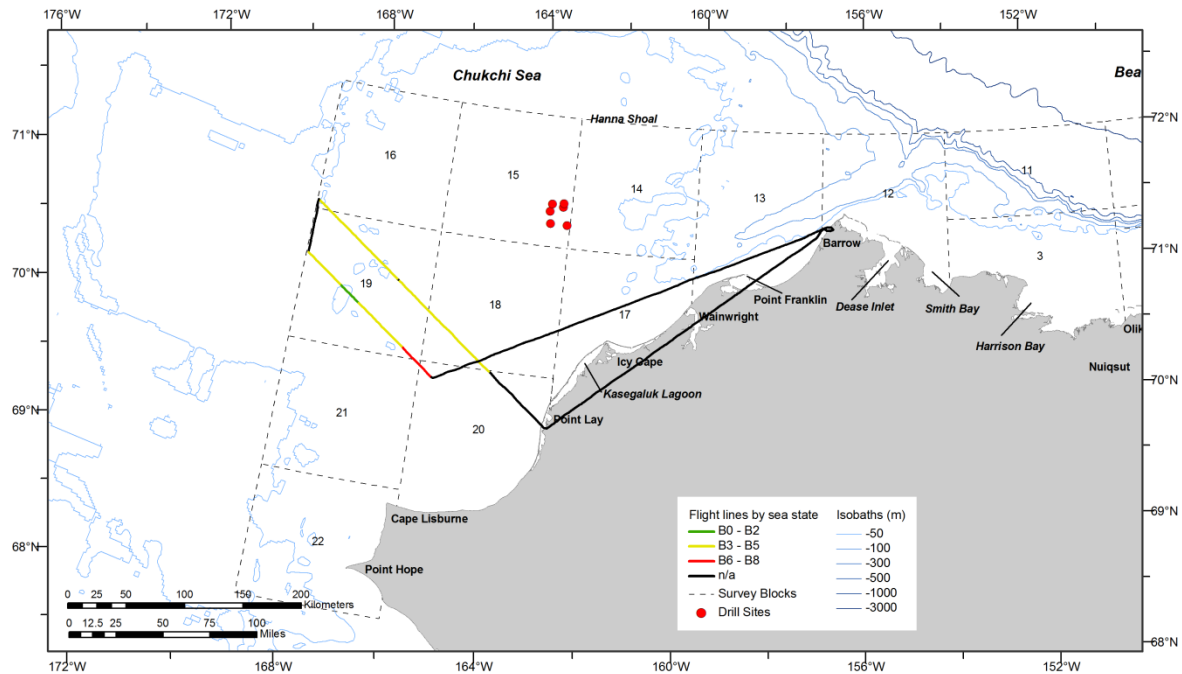 176°W 172°W 168°W 164°W 160°W 156°W 152°W
Chukchi Sea
Bea
72°N
71°N
Hanna Shoal
16
15
14
13
12
11
71°N
3
Barrow
70°N
19
18
17
Point Franklin
Wainwright
Dease Inlet
Smith Bay
Harrison Bay
Olik
Icy Cape
Kasegaluk Lagoon
Nuiqsut
70°N
69°N
21
20
Point Lay
Cape Lisburne
69°N
68°N
22
Point Hope
68°N
Flight lines by sea state
B0 - B2
B3 - B5
B6 - B8
n/a
Survey Blocks
Drill Sites
Isobaths (m)
-50
-100
-300
-500
-1000
-3000
0 25 50 100 150 200
Kilometers
0 12.5 25 50 75 100
Miles
172°W 168°W 164°W 160°W 156°W 152°W